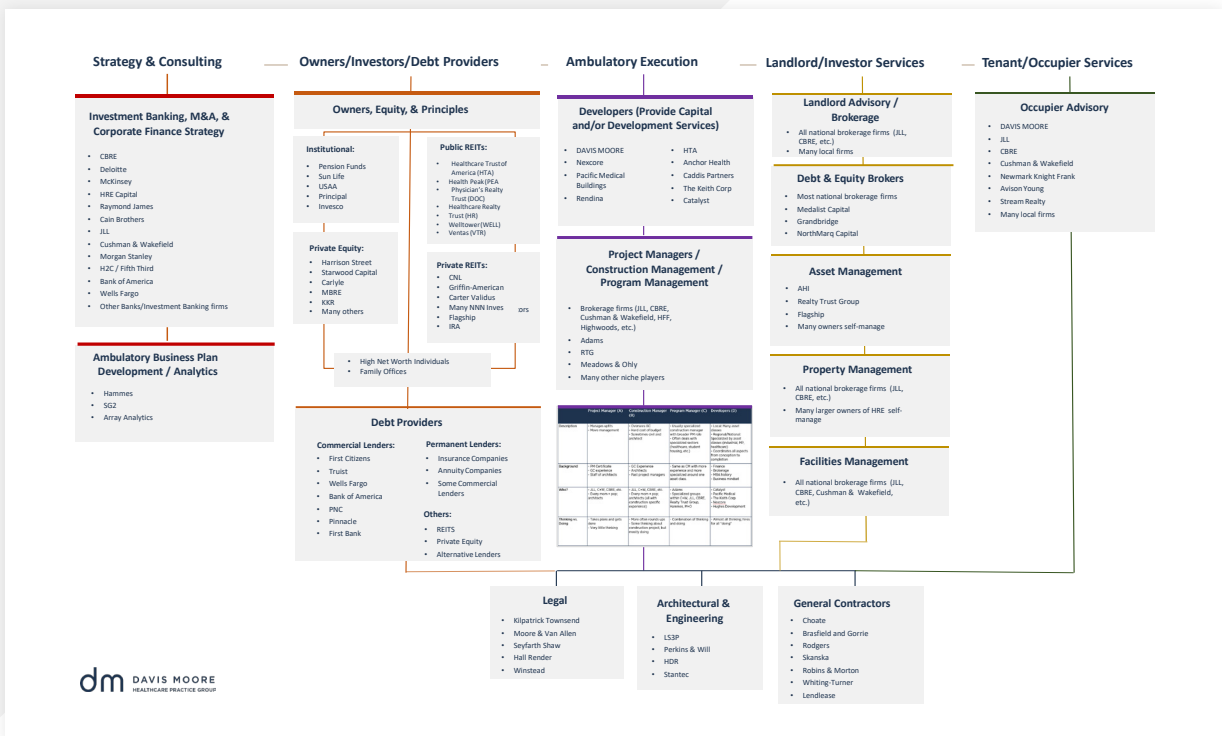 Strategy & Consulting
Owners/Investors/Debt Providers
Ambulatory Execution
Landlord/Investor Services
Tenant/Occupier Services
Investment Banking, M&A, &
Corporate Finance Strategy
• CBRE
• Deloitte
• McKinsey
• HRE Capital
• Raymond James
• Cain Brothers
• JLL
• Cushman & Wakefield
• Morgan Stanley
• H2C / Fifth Third
• Bank of America
• Wells Fargo
• Other Banks/Investment Banking firms
Ambulatory Business Plan
Development / Analytics
• Hammes
• SG2
• Array Analytics
Owners, Equity, & Principles
Institutional:
• Pension Funds
• Sun Life
• USAA
• Principal
• Invesco
Public REITs:
• Healthcare Trust of
America (HTA)
• Health Peak (PEA
• Physician's Realty
Trust (DOC)
• Healthcare Realty
• Trust (HR)
• Welltower (WELL)
• Ventas (VTR)
Private Equity:
• Harrison Street
• Starwood Capital
• Carlyle
• MBRE
• KKR
• Many others
Private REITs:
• CNL
• Griffin-American
• Carter Validus
• Many NNN Inves ors
• Flagship
• IRA
• High Net Worth Individuals
• Family Offices
Debt Providers
Commercial Lenders:
• First Citizens
• Truist
• Wells Fargo
• Bank of America
• PNC
• Pinnacle
• First Bank
Permanent Lenders:
• Insurance Companies
• Annuity Companies
• Some Commercial
Lenders
Others:
• REITS
• Private Equity
• Alternative Lenders
Developers (Provide Capital
and/or Development Services)
• DAVIS MOORE
• Nexcore
• Pacific Medical
Buildings
• Rendina
• HTA
• Anchor Health
• Caddis Partners
• The Keith Corp
• Catalyst
Project Managers /
Construction Management /
Program Management
• Brokerage firms (JLL, CBRE,
Cushman & Wakefield, HFF,
Highwoods, etc.)
• Adams
• RTG
• Meadows & Ohly
• Many other niche players
Project Manager (A)
Construction Manager
(B)
Program Manager (C)
Developers (D)
Description
Background
Who?
Thinking vs.
Doing
Landlord Advisory /
Brokerage
• All national brokerage firms (JLL,
CBRE, etc.)
• Many local firms
Debt & Equity Brokers
• Most national brokerage firms
• Medalist Capital
• Grandbridge
• NorthMarq Capital
Asset Management
• AHI
• Realty Trust Group
• Flagship
• Many owners self-manage
Property Management
• All national brokerage firms (JLL,
CBRE, etc.)
• Many larger owners of HRE self-
manage
Facilities Management
• All national brokerage firms (JLL,
CBRE, Cushman & Wakefield,
etc.)
Occupier Advisory
• DAVIS MOORE
• JLL
• CBRE
• Cushman & Wakefield
• Newmark Knight Frank
• Avison Young
• Stream Realty
• Many local firms
Legal
• Kilpatrick Townsend
• Moore & Van Allen
• Seyfarth Shaw
• Hall Render
• Winstead
Architectural &
Engineering
• LS3P
• Perkins & Will
• HDR
• Stantec
General Contractors
• Choate
• Brasfield and Gorrie
• Rodgers
• Skanska
• Robins & Morton
• Whiting-Turner
• Lendlease
dm DAVIS MOORE
HEALTHCARE PRACTICE GROUP